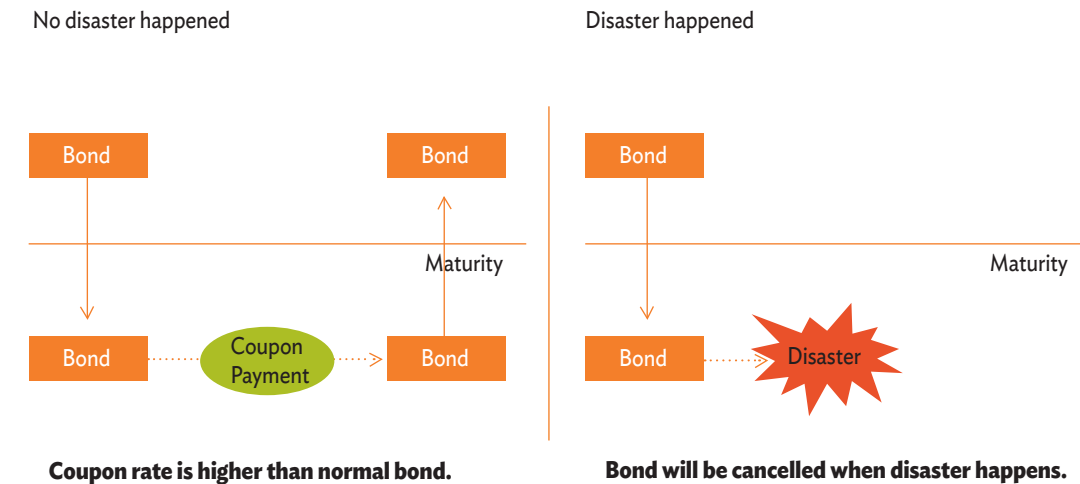 No disaster happened
Bond
Bond
Maturity
Bond
Coupon
Payment
Bond
Coupon rate is higher than normal bond.
Disaster happened
Bond
Maturity
Bond
Disaster
Bond will be cancelled when disaster happens.